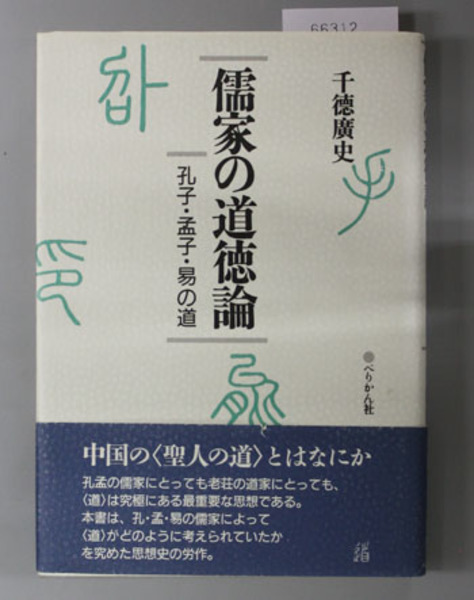 66312
千徳廣史
儒家の道徳論
孔子・孟子・易の道
ぺりかん社
中国の〈聖人の道〉とはなにか
孔孟の儒家にとっても老荘の道家にとっても、
〈道〉は究極にある最重要な思想である。
本書は、孔・孟・易の儒家によって
〈道〉がどのように考えられていたか
を究めた思想史の労作。